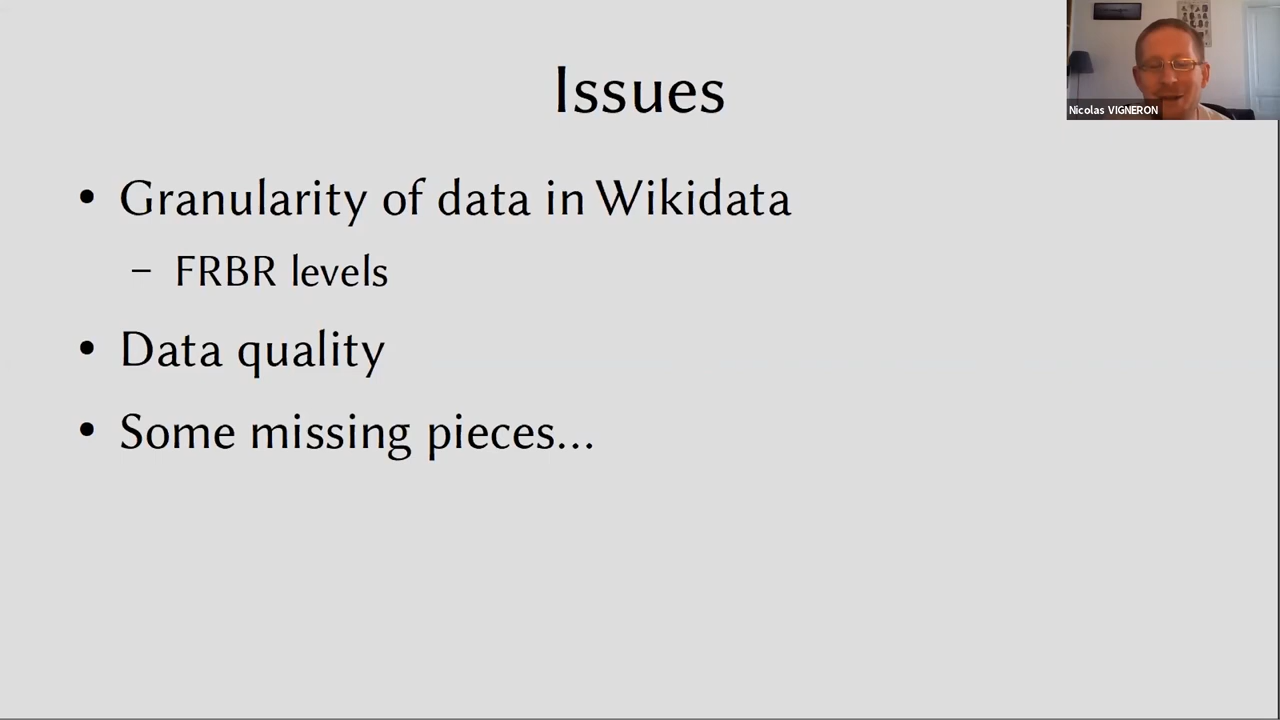 Issues
Nicolas VIGNERON
• Granularity of data in Wikidata
– FRBR levels
• Data quality
• Some missing pieces...